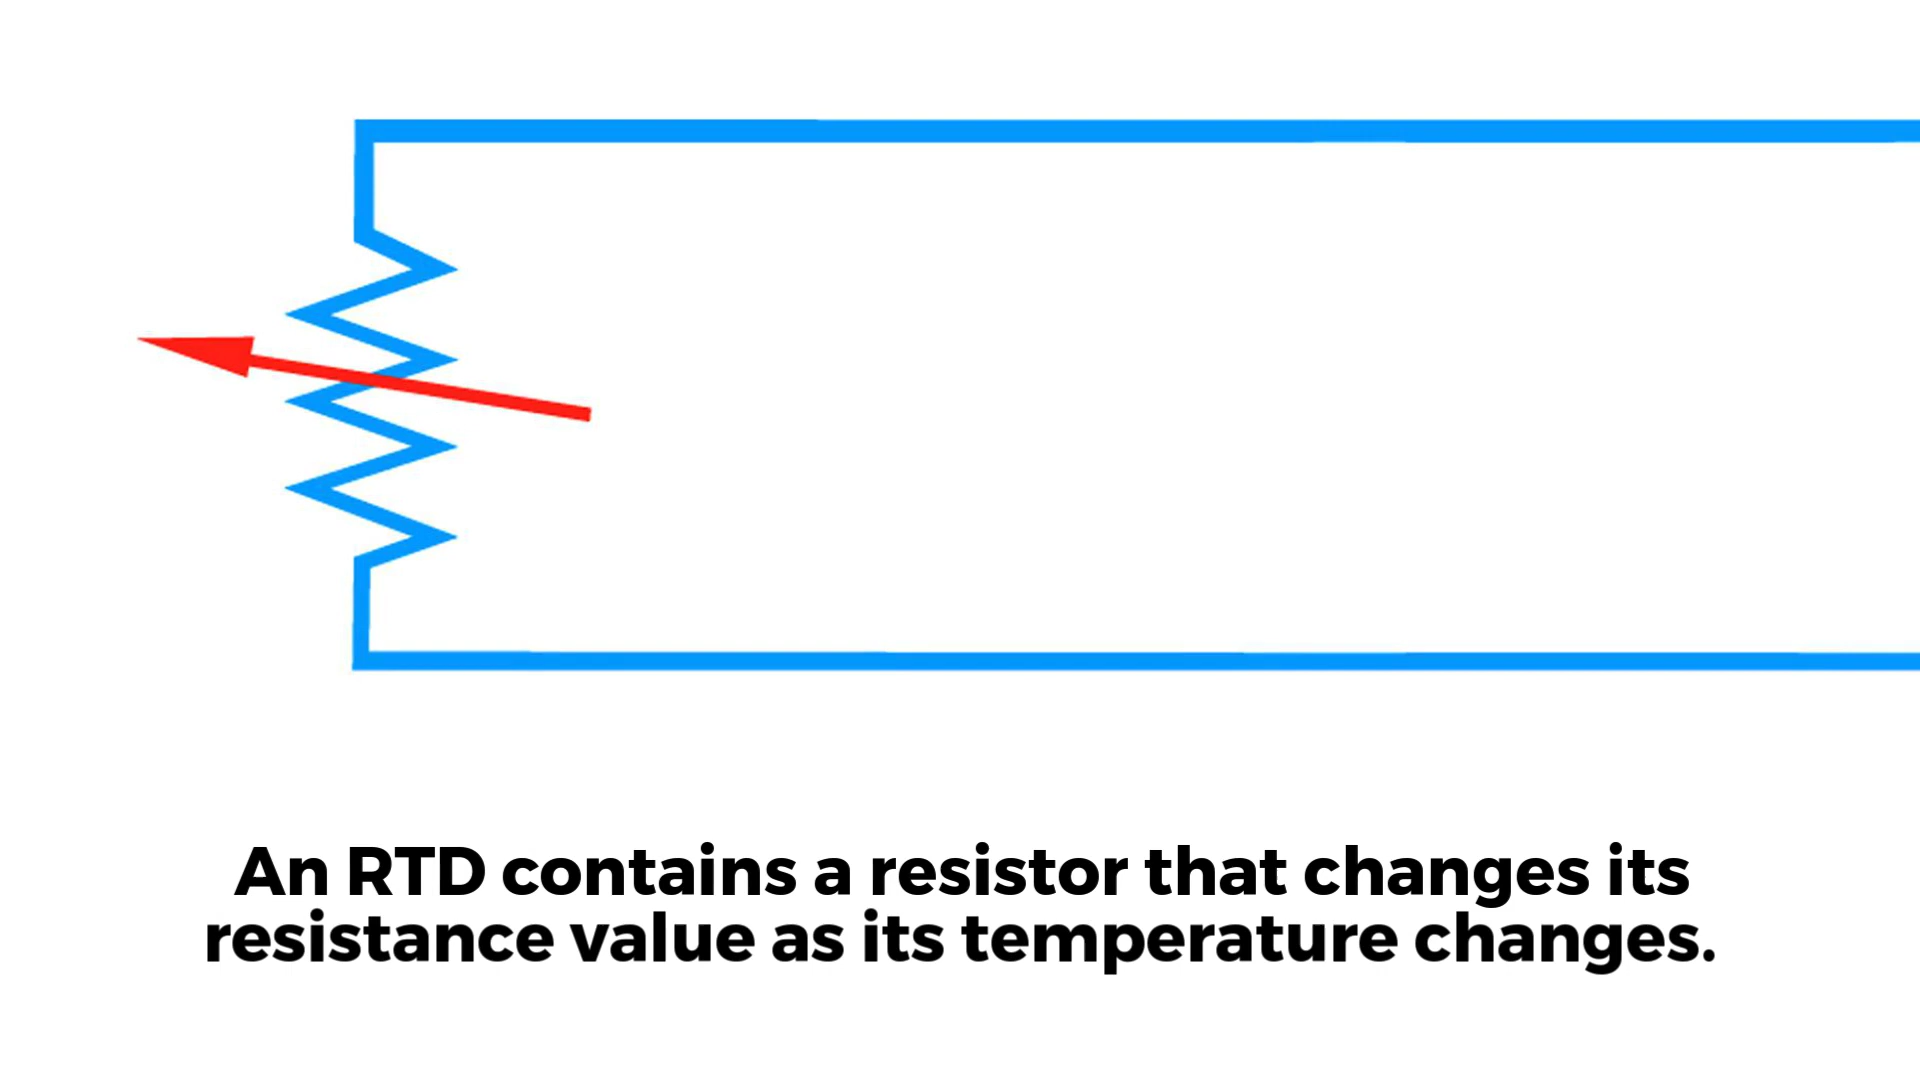 An RTD contains a resistor that changes its
resistance value as its temperature changes.